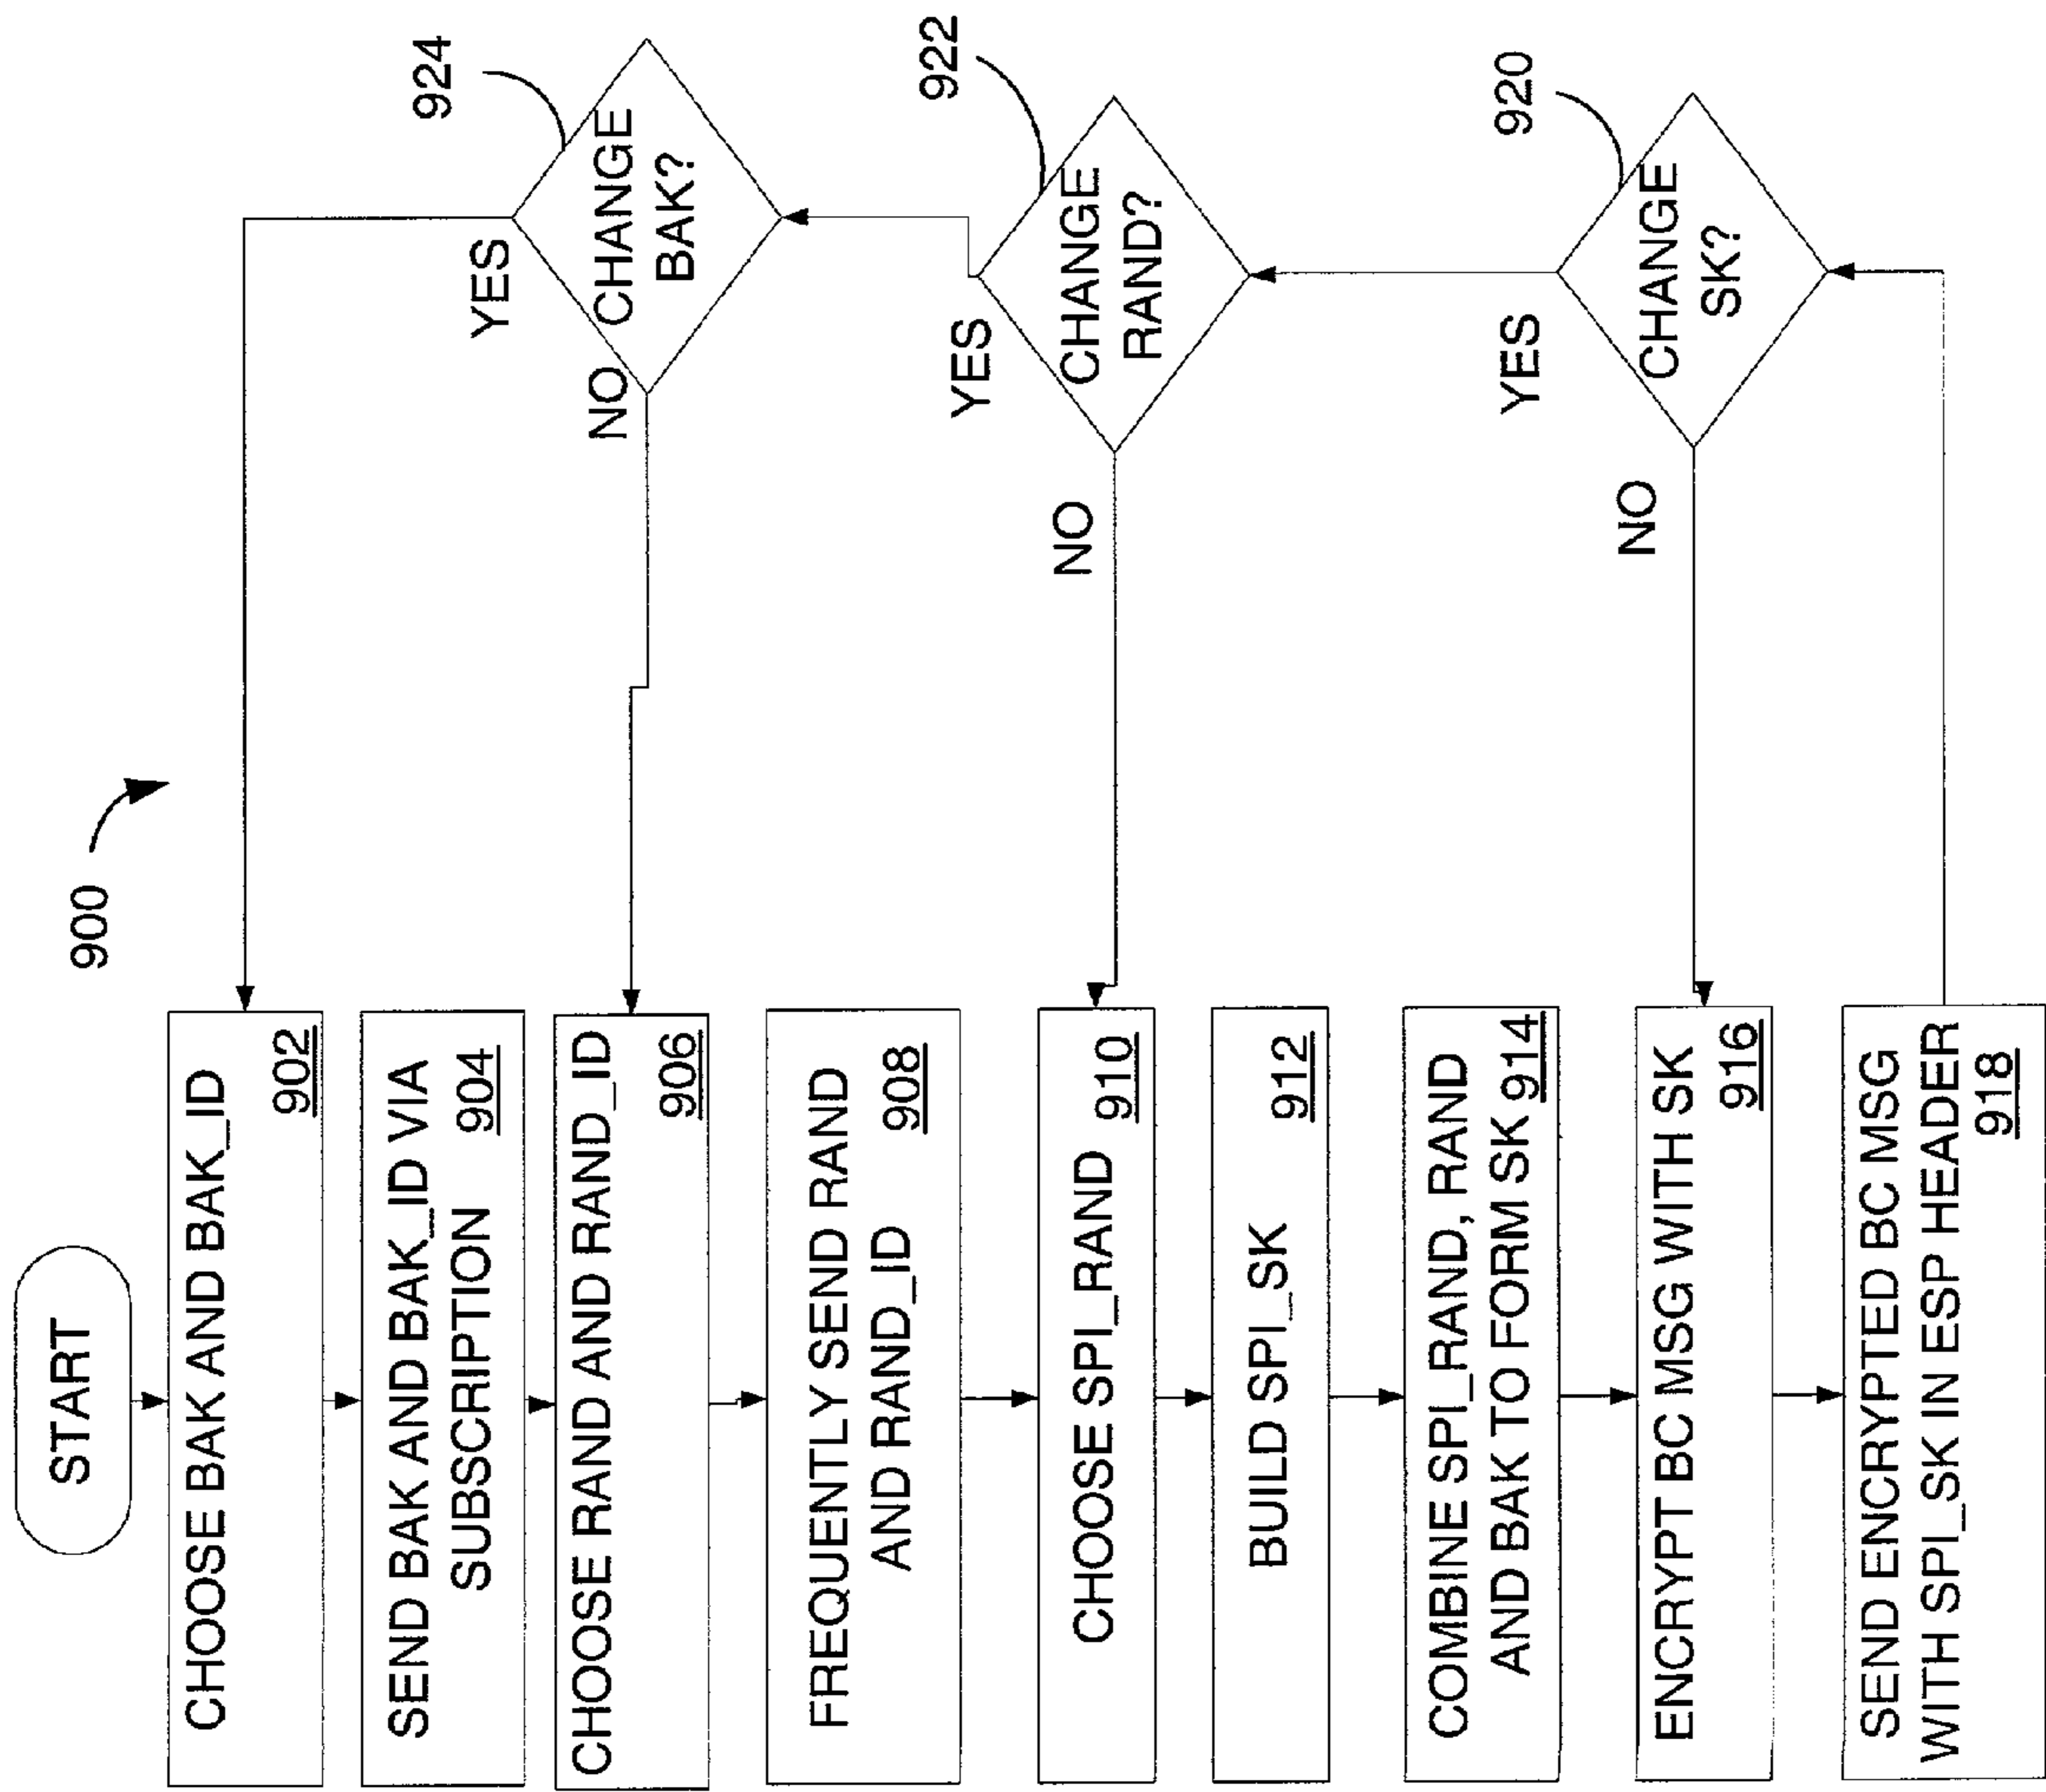 900
START
CHOOSE BAK AND BAK_ID
902
SEND BAK AND BAK_ID VIA
SUBSCRIPTION
904
CHOOSE RAND AND RAND_ID
906
FREQUENTLY SEND RAND
AND RAND_ID
908
CHOOSE SPI_RAND
910
BUILD SPI_SK
912
COMBINE SPI_RAND, RAND
AND BAK TO FORM SK
914
ENCRYPT BC MSG WITH SK
916
SEND ENCRYPTED BC MSG
WITH SPI_SK IN ESP HEADER
918
CHANGE
SK?
920
YES
NO
CHANGE
RAND?
922
YES
NO
CHANGE
BAK?
924
YES
NO